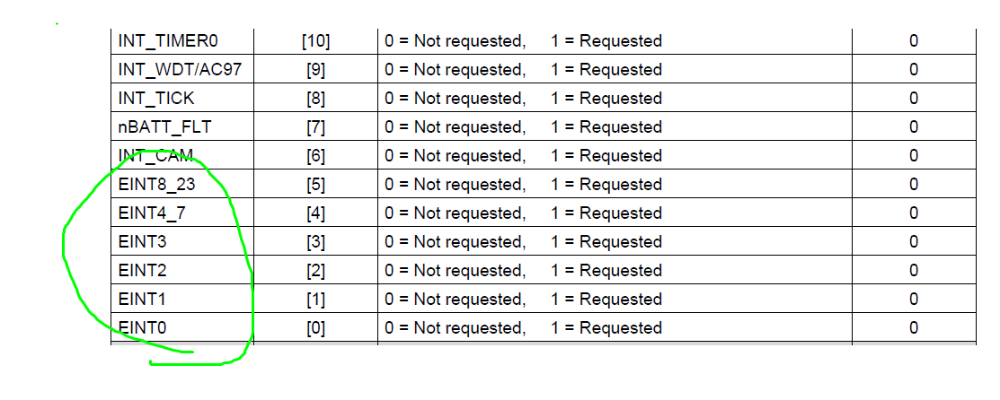 INT_TIMER0 [10] 0 = Not requested, 1 = Requested 0
INT_WDT/AC97 [9] 0 = Not requested, 1 = Requested 0
INT_TICK [8] 0 = Not requested, 1 = Requested 0
nBATT_FLT [7] 0 = Not requested, 1 = Requested 0
INT_CAM [6] 0 = Not requested, 1 = Requested 0
EINT8_23 [5] 0 = Not requested, 1 = Requested 0
EINT4_7 [4] 0 = Not requested, 1 = Requested 0
EINT3 [3] 0 = Not requested, 1 = Requested 0
EINT2 [2] 0 = Not requested, 1 = Requested 0
EINT1 [1] 0 = Not requested, 1 = Requested 0
EINT0 [0] 0 = Not requested, 1 = Requested 0